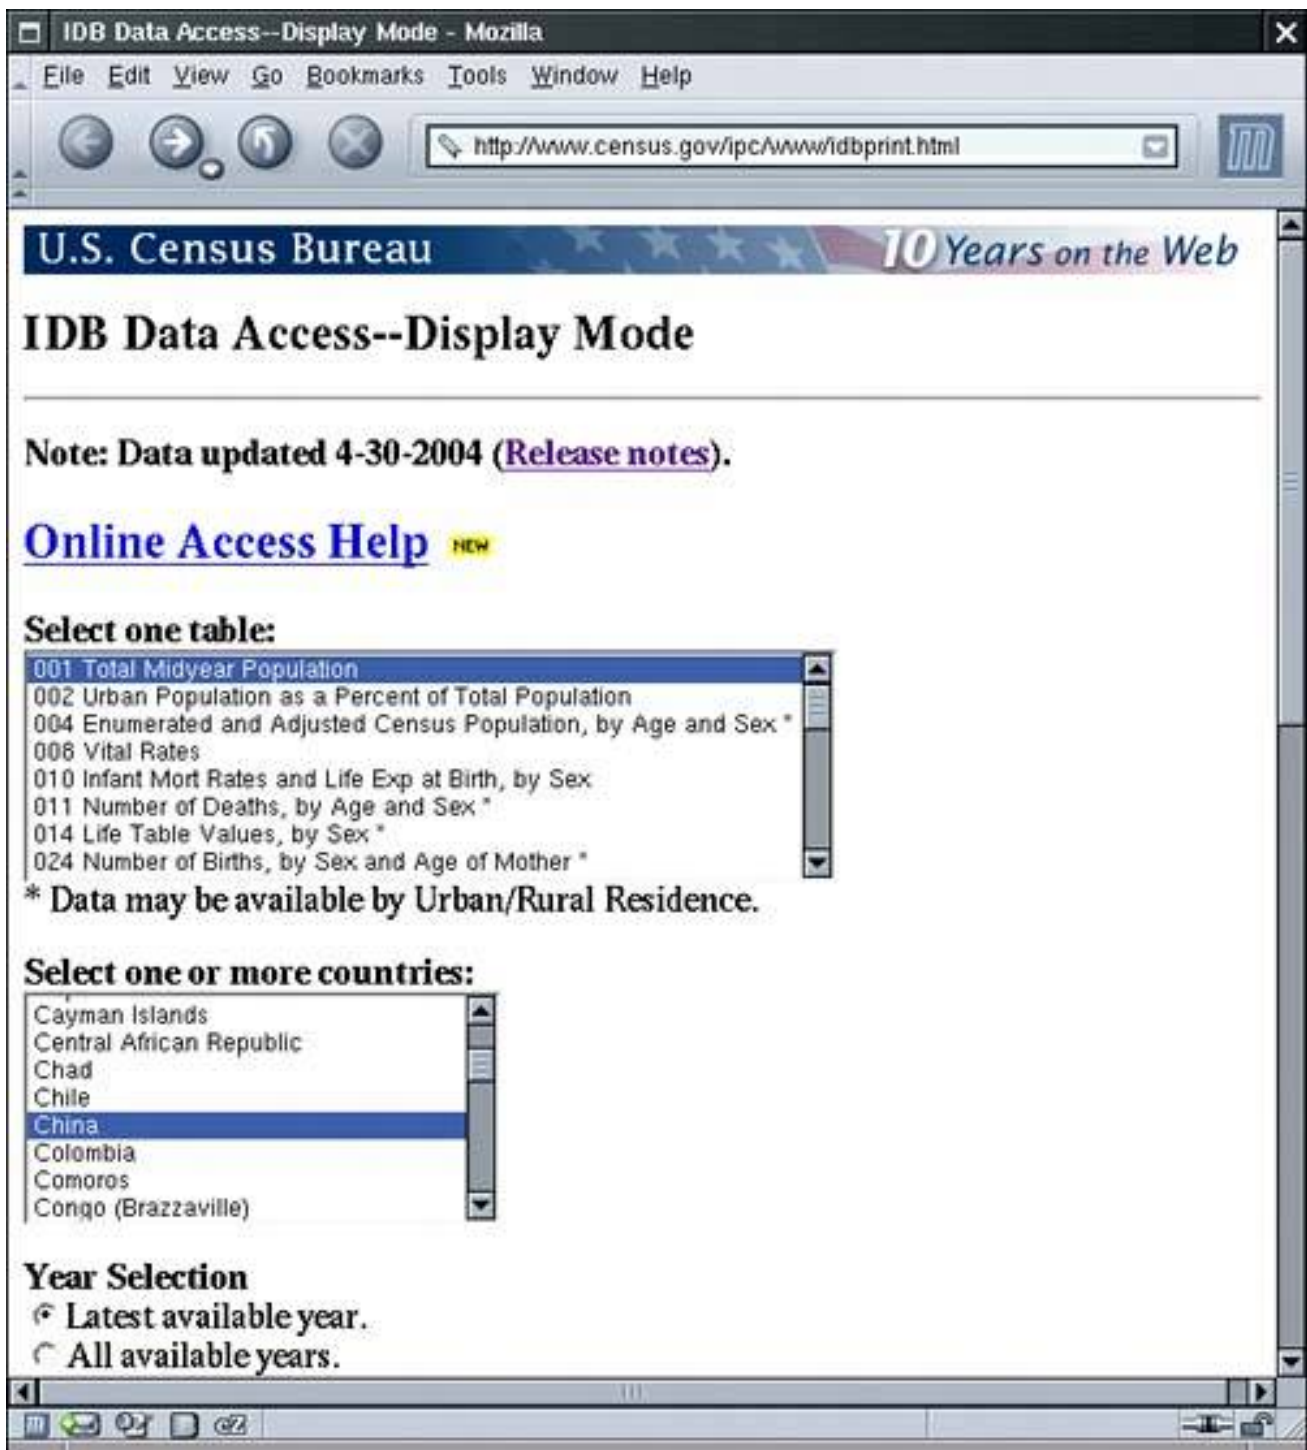 IDB Data Access--Display Mode - Mozilla
File Edit View Go Bookmarks Tools Window Help
http://www.census.gov/ipc/www/idbprint.html
U.S. Census Bureau 10 Years on the Web
IDB Data Access--Display Mode
Note: Data updated 4-30-2004 (Release notes).
Online Access Help NEW
Select one table:
001 Total Midyear Population
002 Urban Population as a Percent of Total Population
004 Enumerated and Adjusted Census Population, by Age and Sex *
008 Vital Rates
010 Infant Mort Rates and Life Exp at Birth, by Sex
011 Number of Deaths, by Age and Sex *
014 Life Table Values, by Sex *
024 Number of Births, by Sex and Age of Mother *
* Data may be available by Urban/Rural Residence.
Select one or more countries:
Cayman Islands
Central African Republic
Chad
Chile
China
Colombia
Comoros
Congo (Brazzaville)
Year Selection
Latest available year.
All available years.